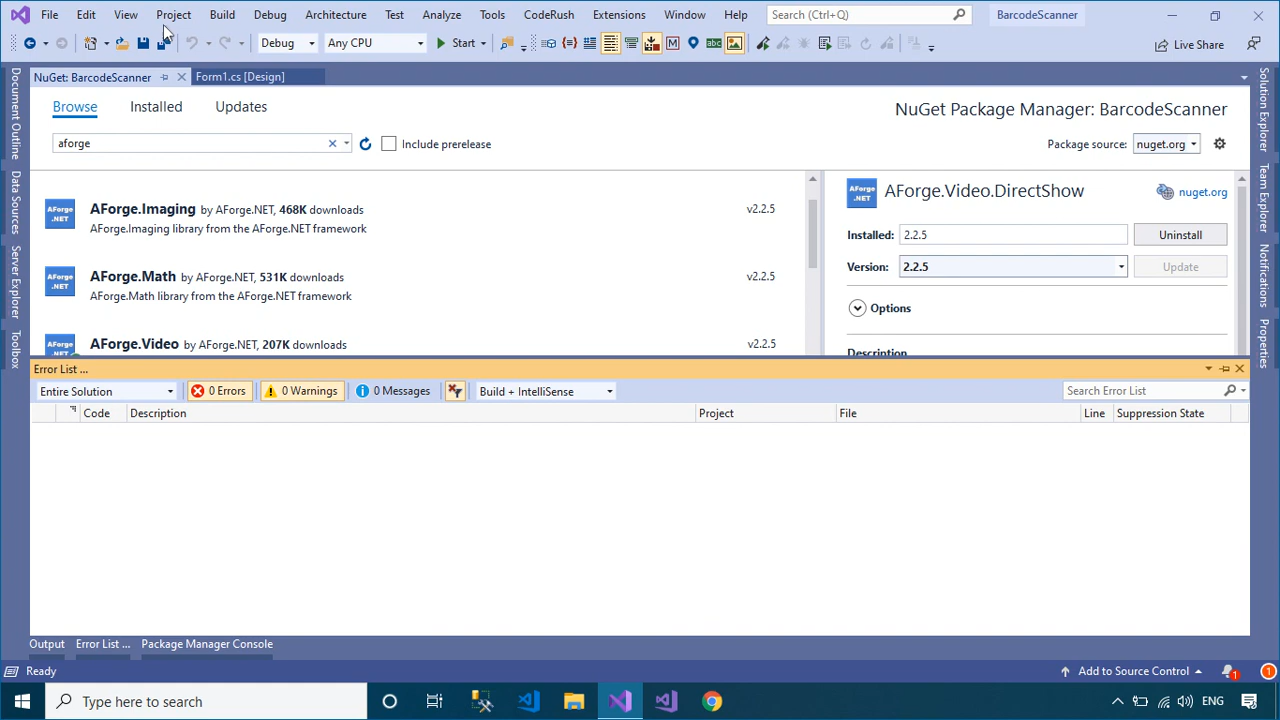 File Edit View Project Build Debug Architecture Test Analyze Tools CodeRush Extensions Window Help Search (Ctrl+Q) BarcodeScanner
Debug Any CPU Start Live Share
NuGet: BarcodeScanner Form1.cs [Design]
Browse Installed Updates NuGet Package Manager: BarcodeScanner
aforge Include prerelease Package source: nuget.org
AForge.Imaging by AForge.NET, 468K downloads v2.2.5
AForge.Imaging library from the AForge.NET framework
AForge.Math by AForge.NET, 531K downloads v2.2.5
AForge.Math library from the AForge.NET framework
AForge.Video by AForge.NET, 207K downloads v2.2.5
AForge.Video.DirectShow nuget.org
Installed: 2.2.5 Uninstall
Version: 2.2.5 Update
Options
Description
Document Outline
Data Sources
Server Explorer
Toolbox
Solution Explorer
Team Explorer
Notifications
Properties
Error List ...
Entire Solution 0 Errors 0 Warnings 0 Messages Build + IntelliSense Search Error List
Code Description Project File Line Suppression State
Output Error List ... Package Manager Console
Ready Add to Source Control 1 1
Type here to search ENG